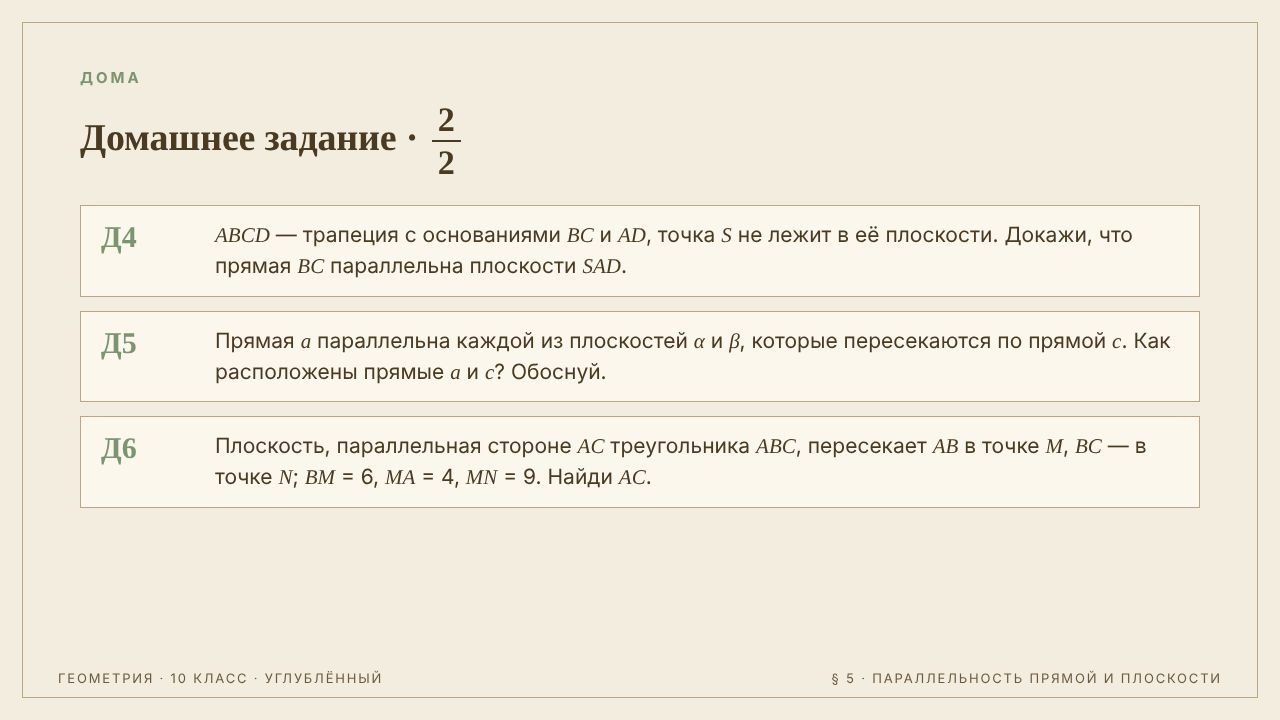 ДОМА
Домашнее задание · 2/2
Д4
ABCD — трапеция с основаниями BC и AD, точка S не лежит в её плоскости. Докажи, что
прямая BC параллельна плоскости SAD.
Д5
Прямая a параллельна каждой из плоскостей α и β, которые пересекаются по прямой c. Как
расположены прямые a и c? Обоснуй.
Д6
Плоскость, параллельная стороне AC треугольника ABC, пересекает AB в точке M, BC — в
точке N; BM = 6, MA = 4, MN = 9. Найди AC.
ГЕОМЕТРИЯ · 10 КЛАСС · УГЛУБЛЁННЫЙ
§ 5 · ПАРАЛЛЕЛЬНОСТЬ ПРЯМОЙ И ПЛОСКОСТИ